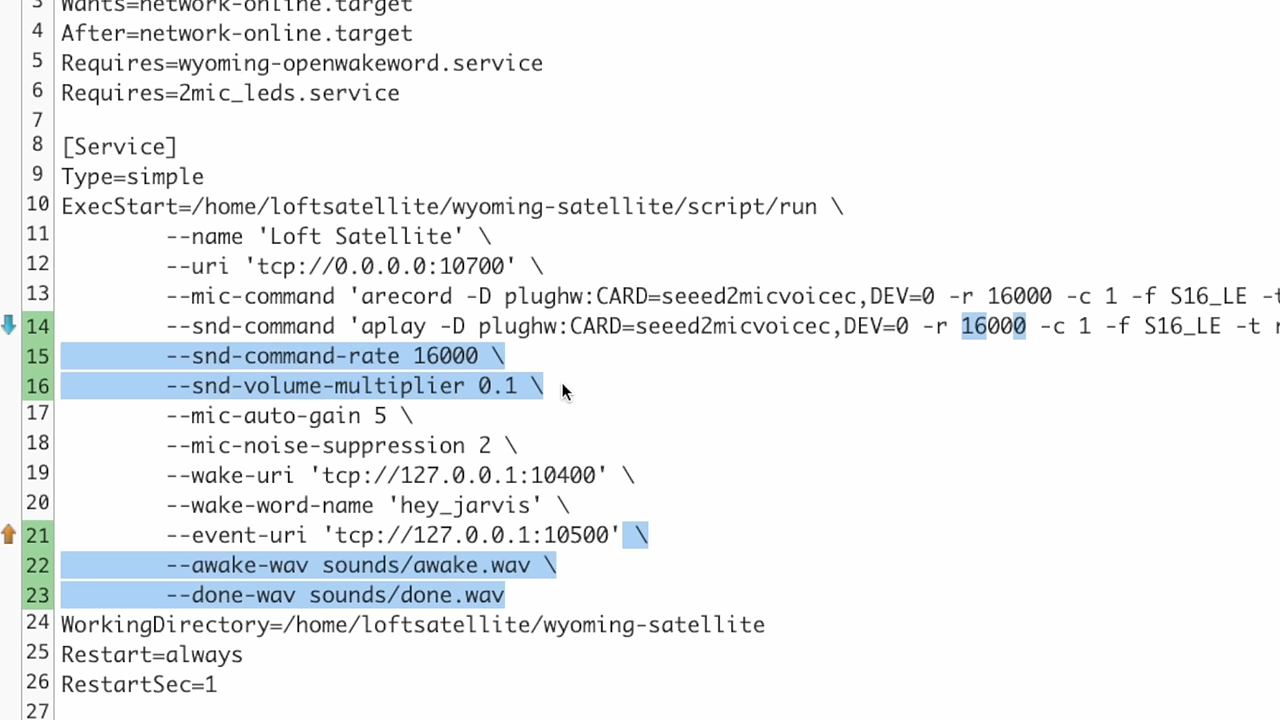 3 Wants=network-online.target
4 After=network-online.target
5 Requires=wyoming-openwakeword.service
6 Requires=2mic_leds.service
7
8 [Service]
9 Type=simple
10 ExecStart=/home/loftsatellite/wyoming-satellite/script/run \
11 --name 'Loft Satellite' \
12 --uri 'tcp://0.0.0.0:10700' \
13 --mic-command 'arecord -D plughw:CARD=seeed2micvoicec,DEV=0 -r 16000 -c 1 -f S16_LE -t
14 --snd-command 'aplay -D plughw:CARD=seeed2micvoicec,DEV=0 -r 16000 -c 1 -f S16_LE -t r
15 --snd-command-rate 16000 \
16 --snd-volume-multiplier 0.1 \
17 --mic-auto-gain 5 \
18 --mic-noise-suppression 2 \
19 --wake-uri 'tcp://127.0.0.1:10400' \
20 --wake-word-name 'hey_jarvis' \
21 --event-uri 'tcp://127.0.0.1:10500' \
22 --awake-wav sounds/awake.wav \
23 --done-wav sounds/done.wav
24 WorkingDirectory=/home/loftsatellite/wyoming-satellite
25 Restart=always
26 RestartSec=1
27